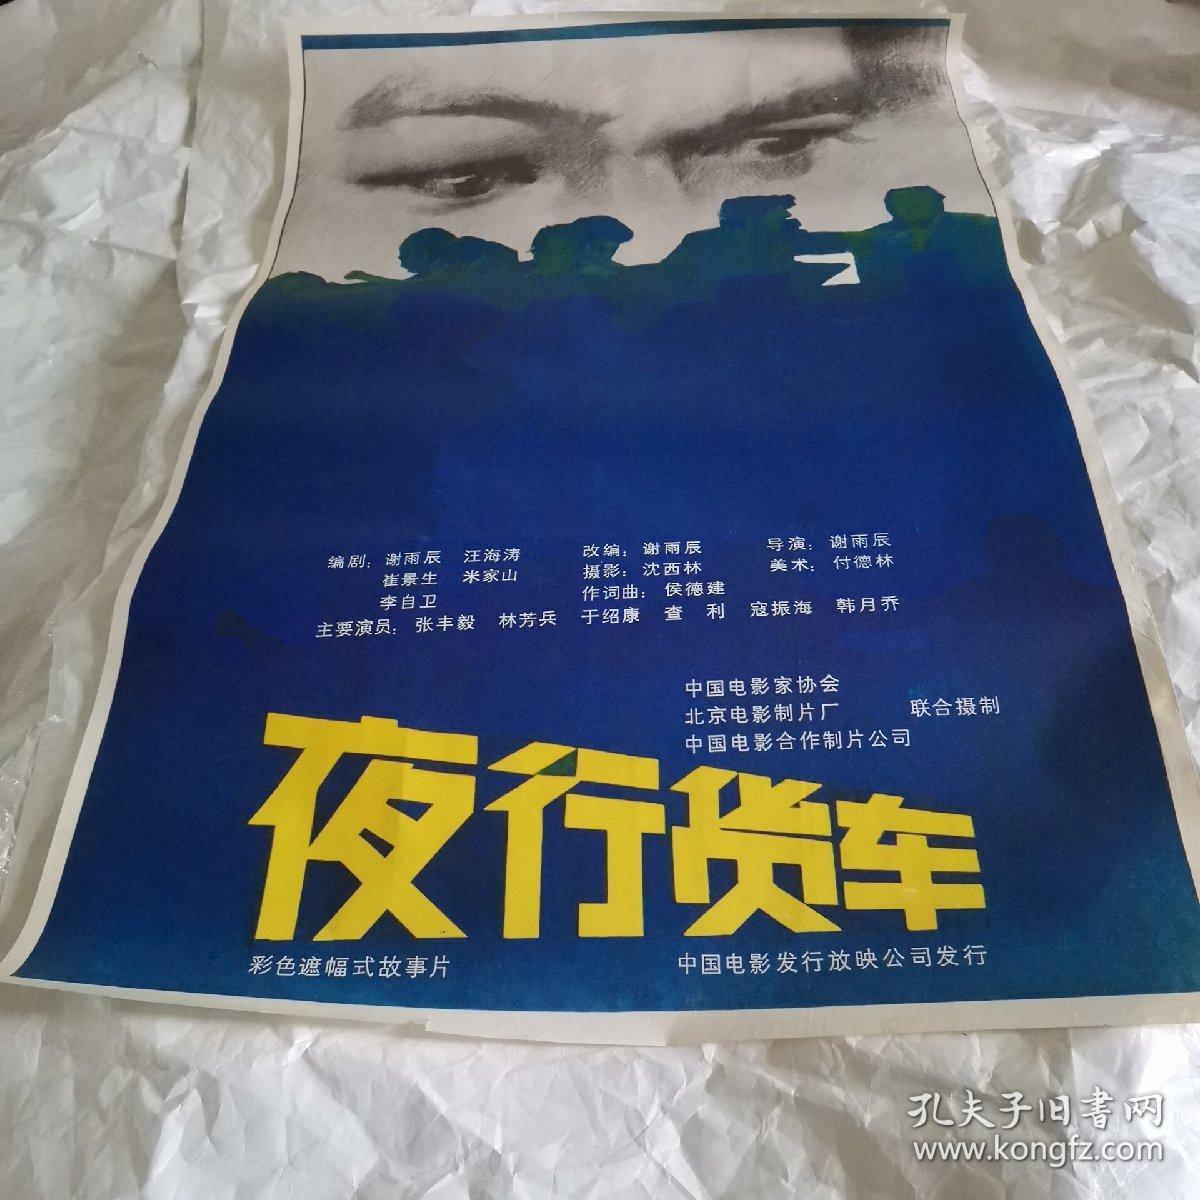 编剧：谢雨辰 汪海涛 改编：谢雨辰 导演：谢雨辰
崔景生 米家山 摄影：沈西林 美术：付德林
李自卫 作词曲：侯德建
主要演员：张丰毅 林芳兵 于绍康 查利 寇振海 韩月乔
中国电影家协会
北京电影制片厂 联合摄制
中国电影合作制片公司
夜行货车
彩色遮幅式故事片 中国电影发行放映公司发行
孔夫子旧書网
www.kongfz.com